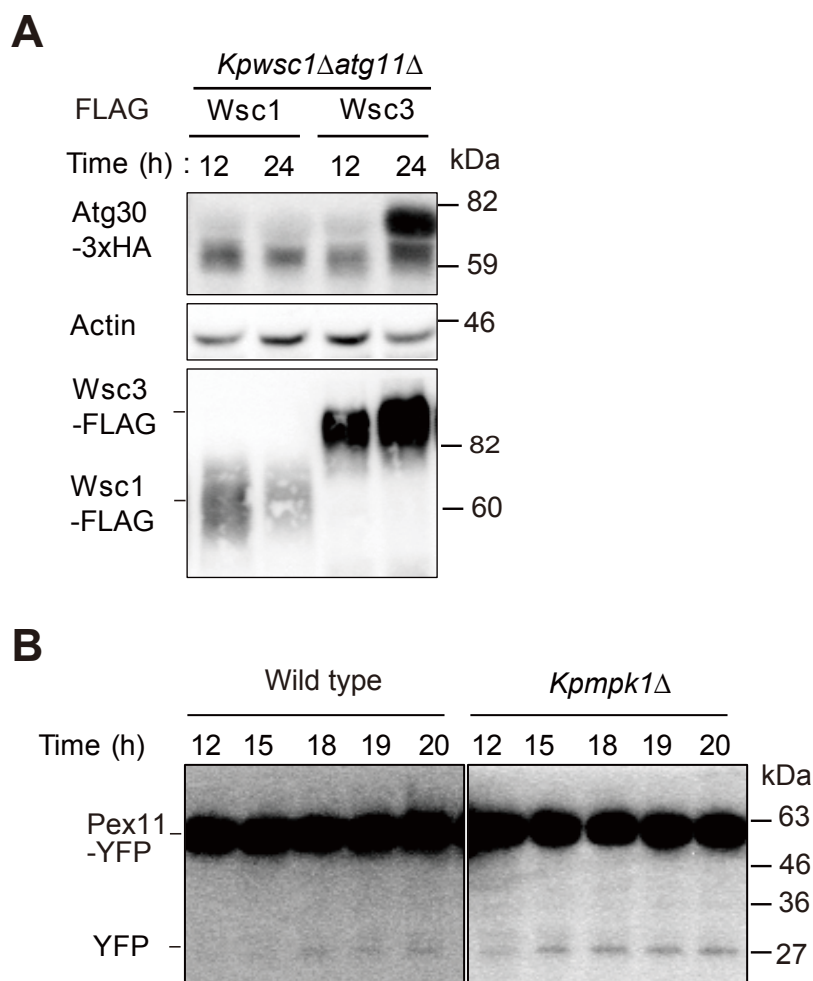 A
Kpwsc1Δatg11Δ
FLAG Wsc1 Wsc3
Time (h) : 12 24 12 24 kDa
Atg30
-3xHA
82
59
Actin
46
Wsc3
-FLAG
82
Wsc1
-FLAG
60
B
Wild type Kpmpk1Δ
Time (h) 12 15 18 19 20 12 15 18 19 20
kDa
Pex11
-YFP
63
46
36
YFP
27